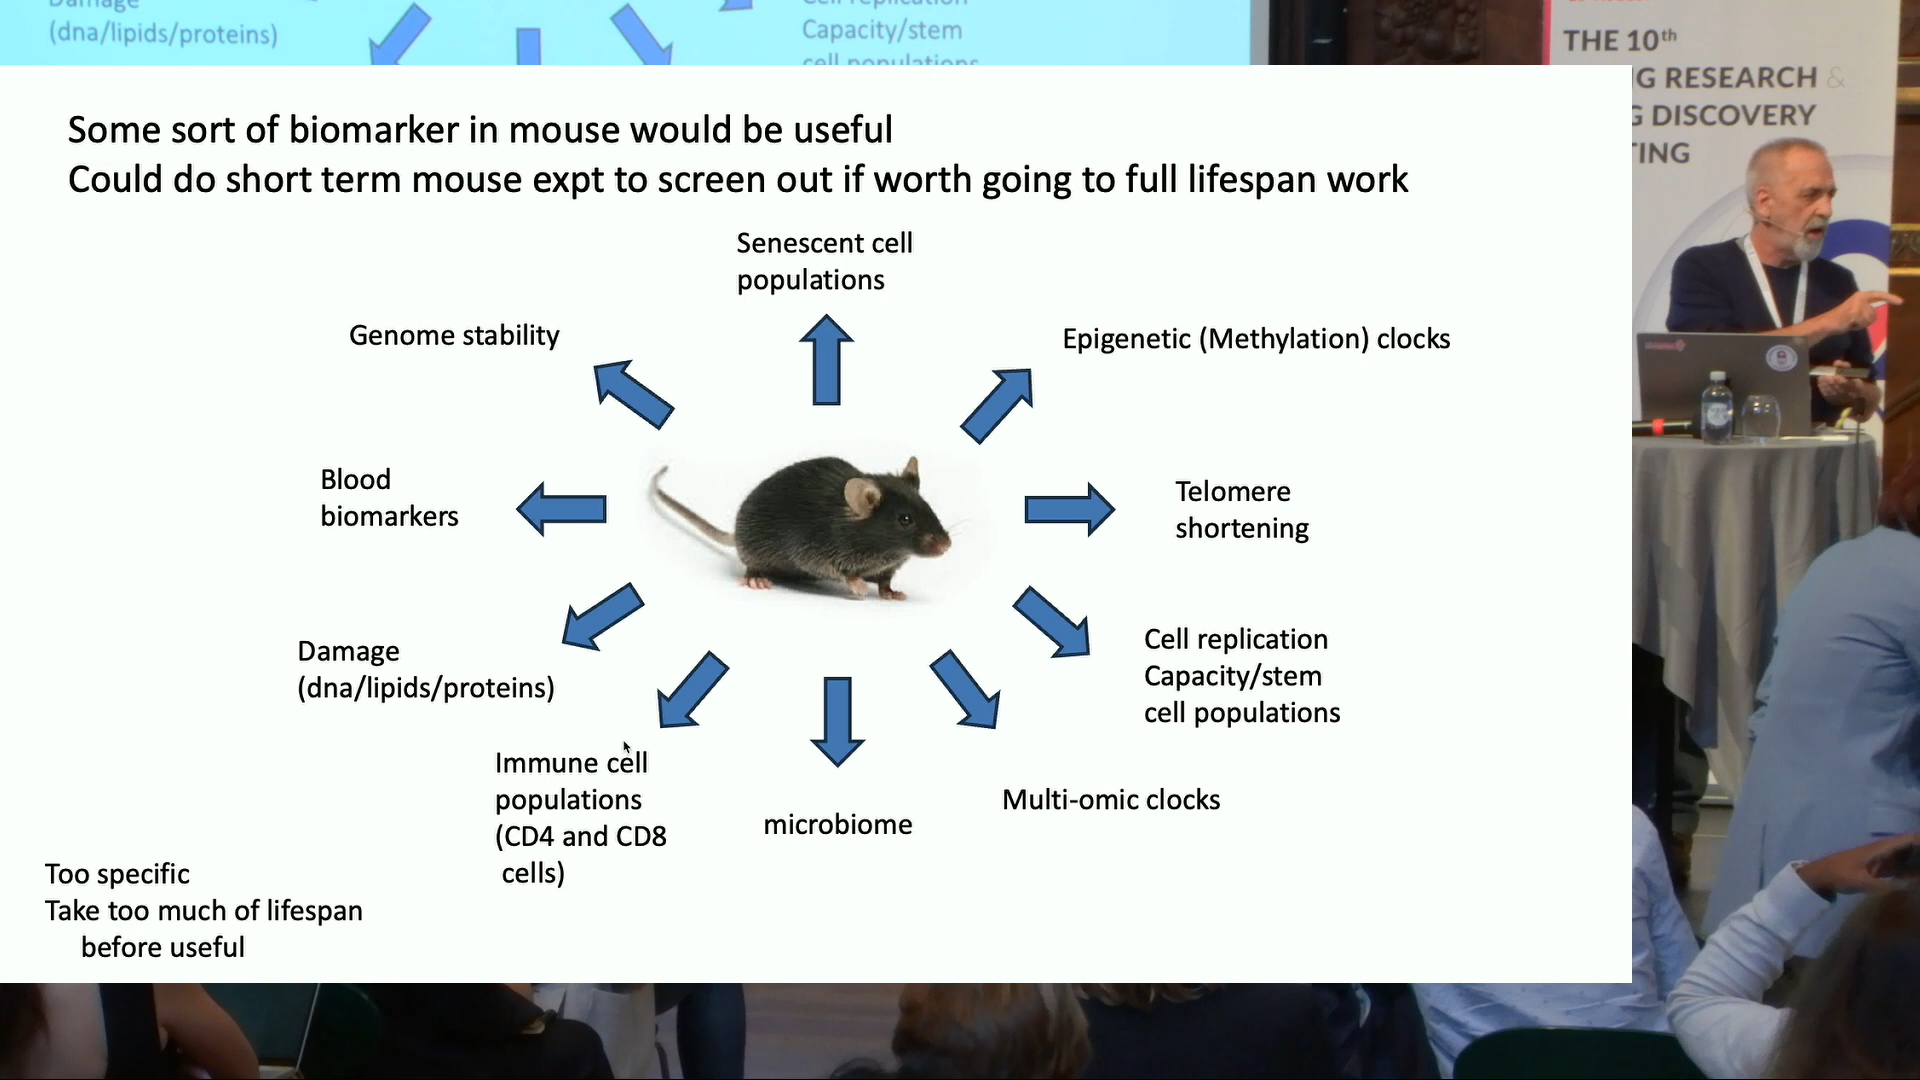 Damage
(dna/lipids/proteins)
Cell replication
Capacity/stem
cell populations
THE 10th
G RESEARCH &
DISCOVERY
TING
Some sort of biomarker in mouse would be useful
Could do short term mouse expt to screen out if worth going to full lifespan work
Senescent cell
populations
Genome stability
Epigenetic (Methylation) clocks
Blood
biomarkers
Telomere
shortening
Damage
(dna/lipids/proteins)
Cell replication
Capacity/stem
cell populations
Immune cell
populations
(CD4 and CD8
cells)
microbiome
Multi-omic clocks
Too specific
Take too much of lifespan
before useful